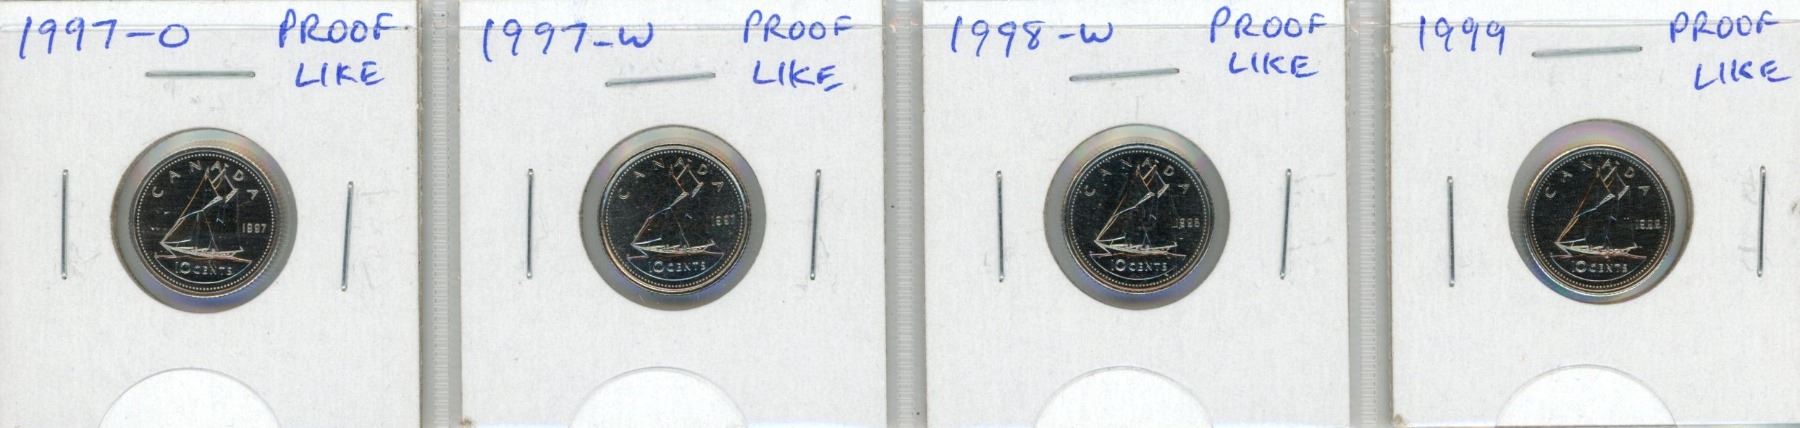 1997-O PROOF
LIKE
CANADA
1997
10 CENTS
1997-W PROOF
LIKE
CANADA
1997
10 CENTS
1998-W PROOF
LIKE
CANADA
1998
10 CENTS
1999 PROOF
LIKE
CANADA
1999
10 CENTS